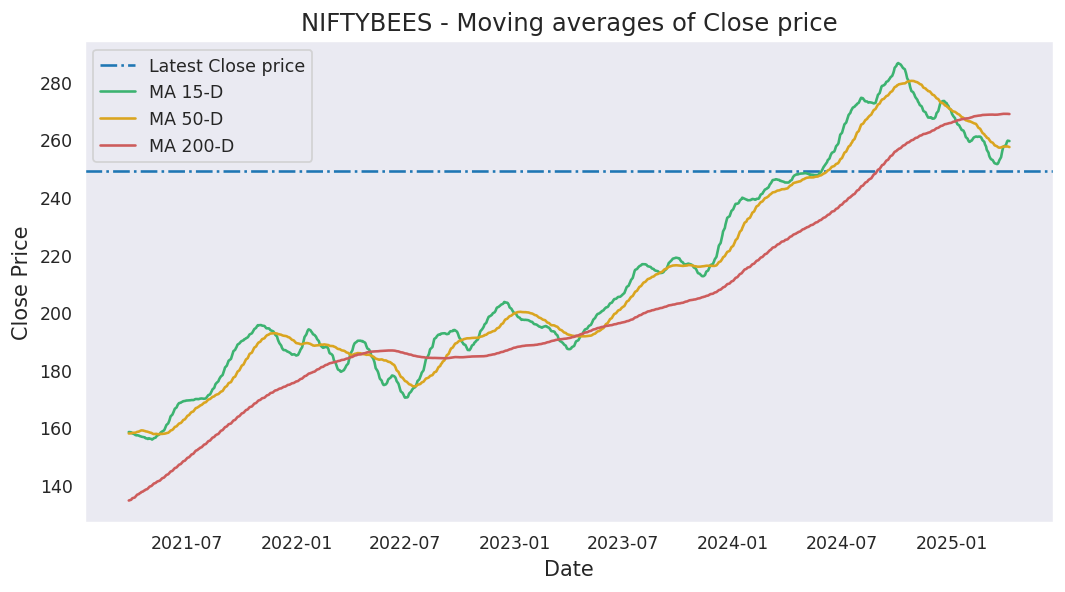 NIFTYBEES - Moving averages of Close price
Latest Close price
MA 15-D
MA 50-D
MA 200-D
Close Price
280
260
240
220
200
180
160
140
2021-07 2022-01 2022-07 2023-01 2023-07 2024-01 2024-07 2025-01
Date